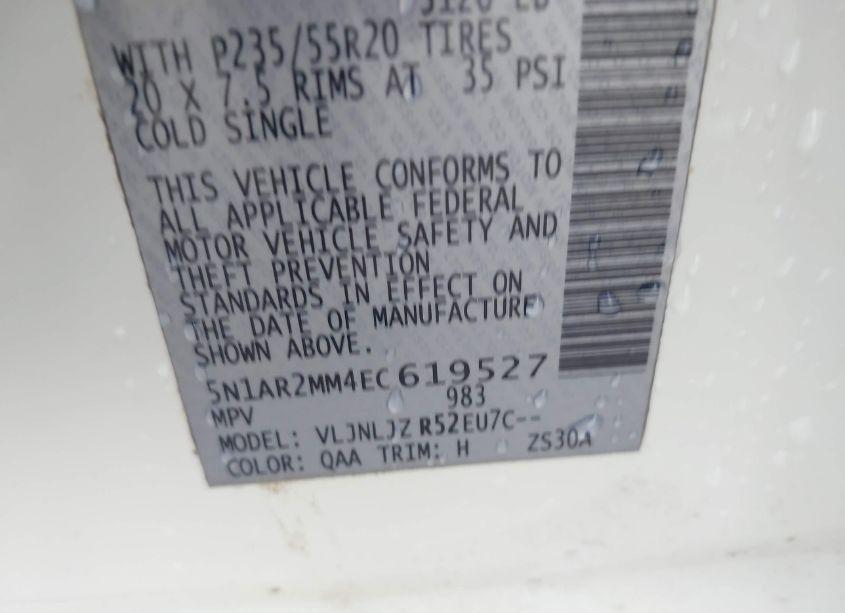 3120 LB
WITH P235/55R20 TIRES
20 X 7.5 RIMS AT 35 PSI
COLD SINGLE
THIS VEHICLE CONFORMS TO
ALL APPLICABLE FEDERAL
MOTOR VEHICLE SAFETY AND
THEFT PREVENTION
STANDARDS IN EFFECT ON
THE DATE OF MANUFACTURE
SHOWN ABOVE.
5N1AR2MM4EC619527
MPV 983
MODEL: VLJNLJZ R52EU7C--
COLOR: QAA TRIM: H ZS30A